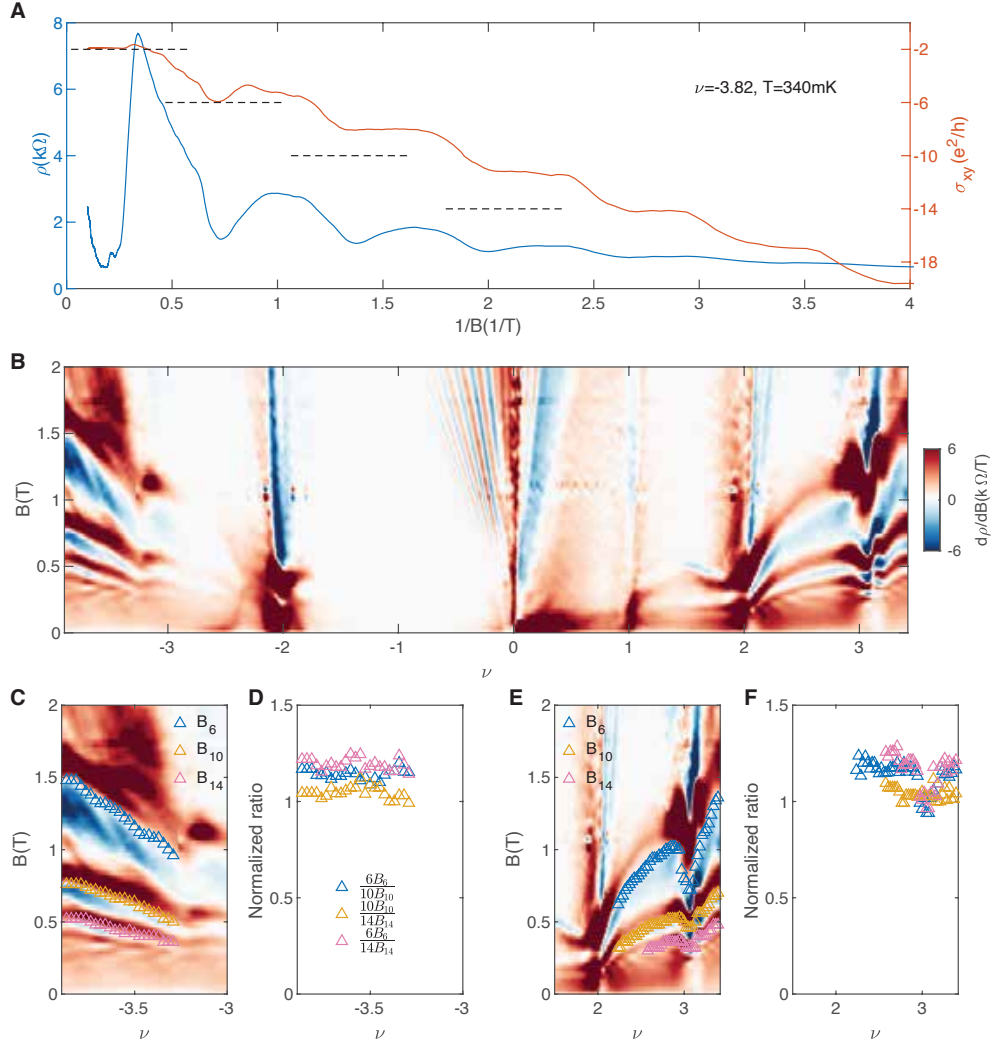 A
8
6
4
2
0
ρ(kΩ)
-2
-6
-10
-14
-18
σxy(e²/h)
ν=-3.82, T=340mK
0 0.5 1 1.5 2 2.5 3 3.5 4
1/B(1/T)
B
2
1.5
1
0.5
0
B(T)
-3 -2 -1 0 1 2 3
ν
6
0
-6
dρ/dB(kΩ/T)
C
2
1.5
1
0.5
0
B(T)
B₆
B₁₀
B₁₄
-3.5 -3
ν
D
1.5
1
0.5
0
Normalized ratio
6B₆/10B₁₀
10B₁₀/14B₁₄
6B₆/14B₁₄
-3.5 -3
ν
E
2
1.5
1
0.5
0
B(T)
B₆
B₁₀
B₁₄
2 3
ν
F
1.5
1
0.5
0
Normalized ratio
2 3
ν